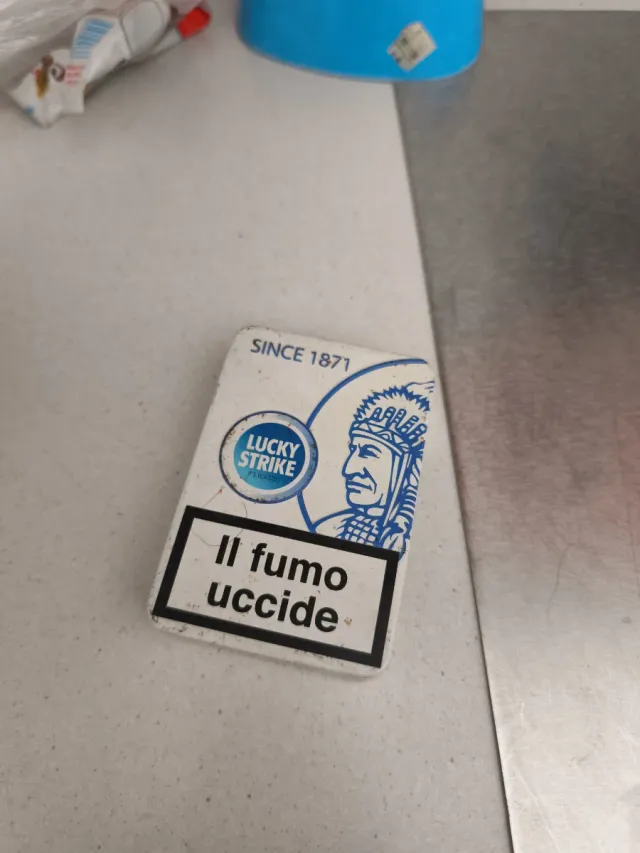 SINCE 1871
LUCKY
STRIKE
Il fumo
uccide